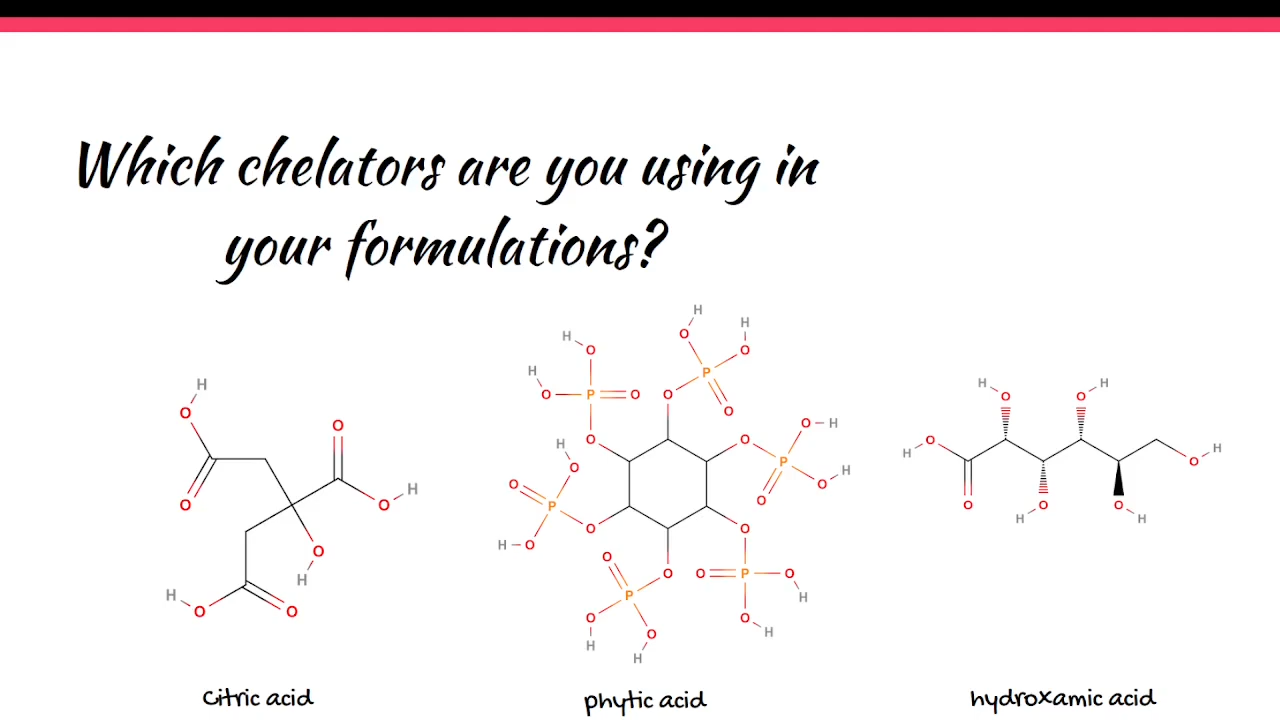 Which chelators are you using in
your formulations?
citric acid
phytic acid
hydroxamic acid